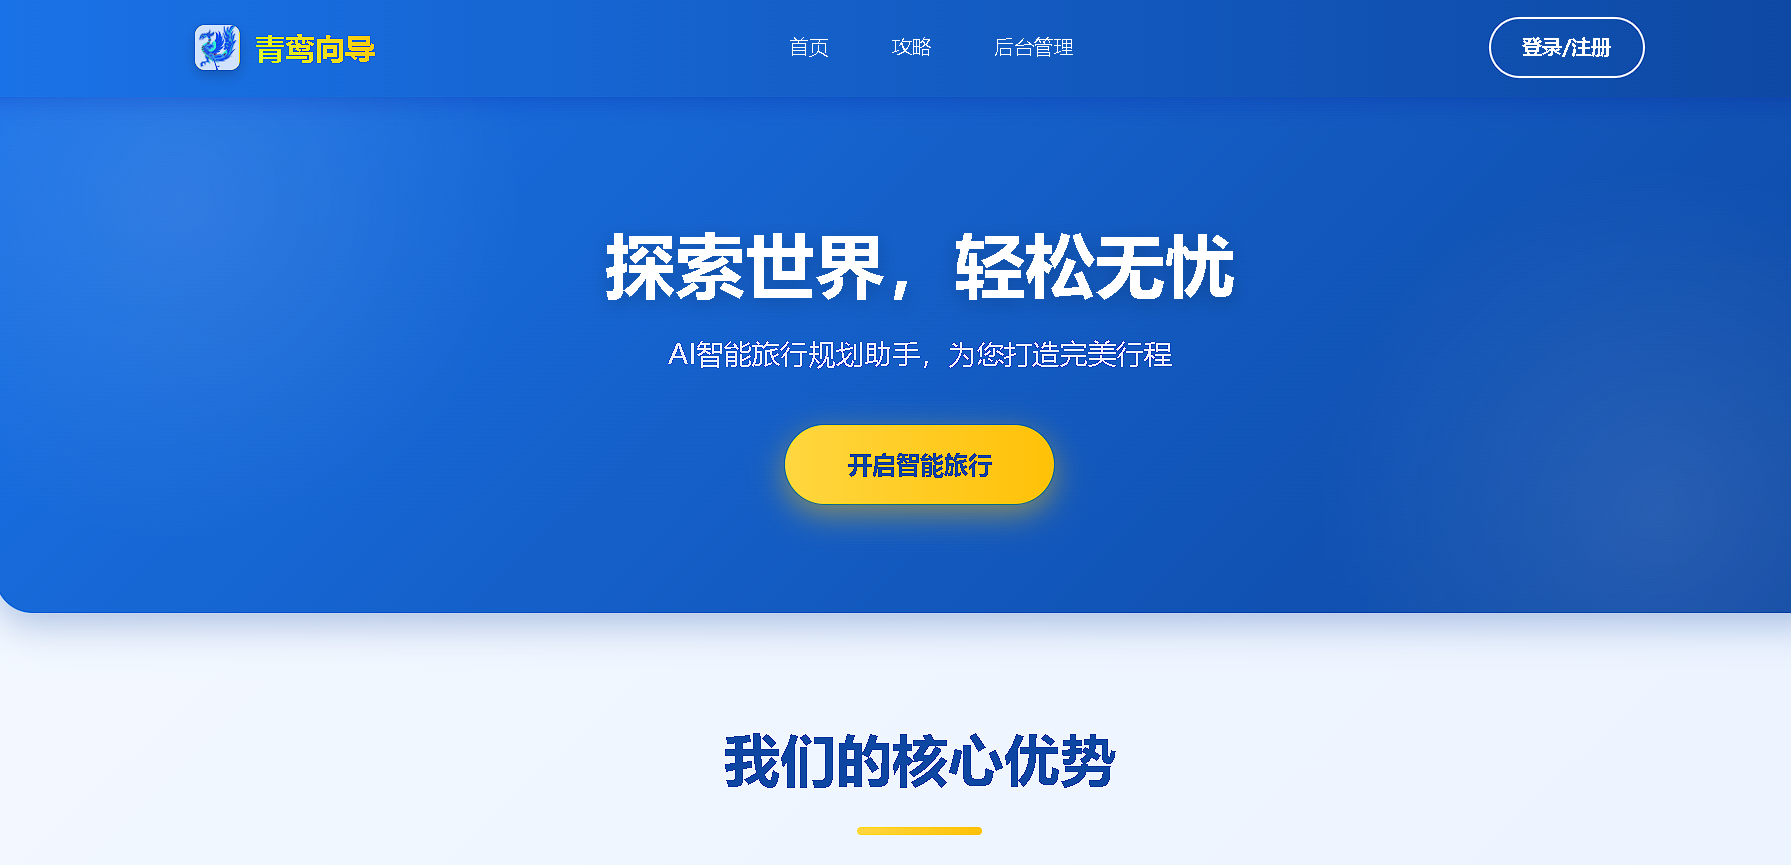 青鸾向导
首页
攻略
后台管理
登录/注册
探索世界，轻松无忧
AI智能旅行规划助手，为您打造完美行程
开启智能旅行
我们的核心优势